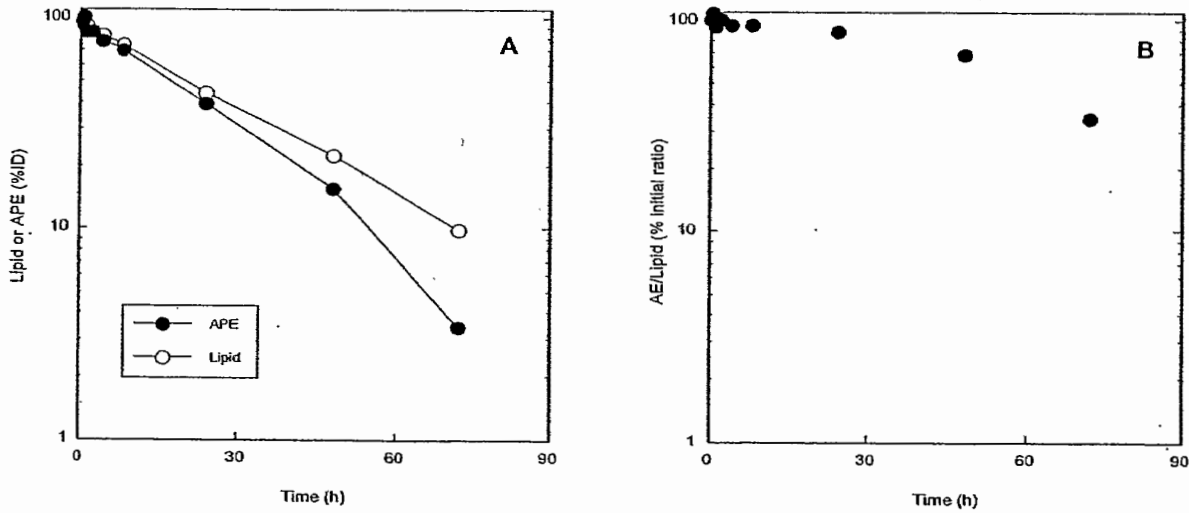 A
Lipid or APE (%ID)
100
10
1
0
30
60
90
Time (h)
APE
Lipid
B
AE/Lipid (% Initial ratio)
100
10
1
0
30
60
90
Time (h)